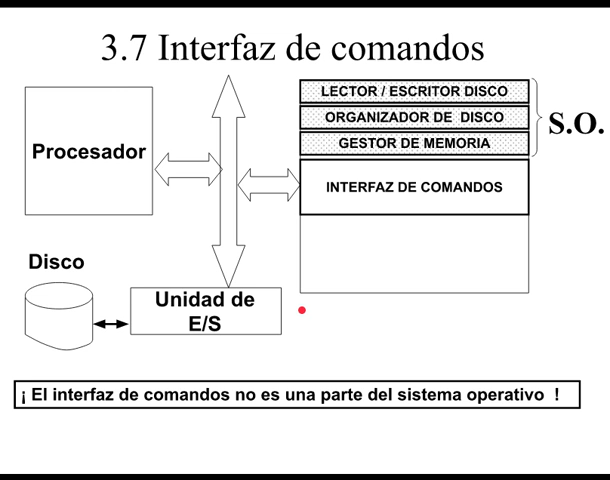 3.7 Interfaz de comandos
LECTOR / ESCRITOR DISCO
ORGANIZADOR DE DISCO
GESTOR DE MEMORIA
S.O.
Procesador
INTERFAZ DE COMANDOS
Disco
Unidad de
E/S
¡ El interfaz de comandos no es una parte del sistema operativo !